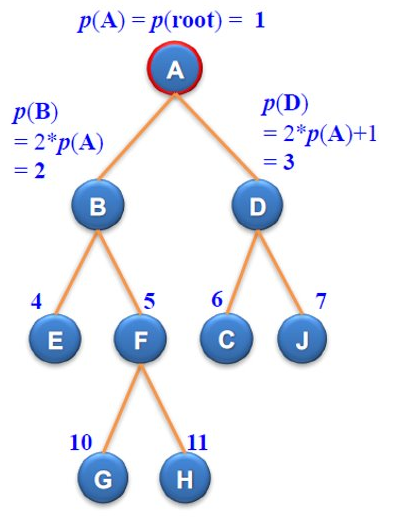 p(A) = p(root) = 1
A
p(B)
= 2*p(A)
= 2
p(D)
= 2*p(A)+1
= 3
B
D
4
5
6
7
E
F
C
J
10
11
G
H